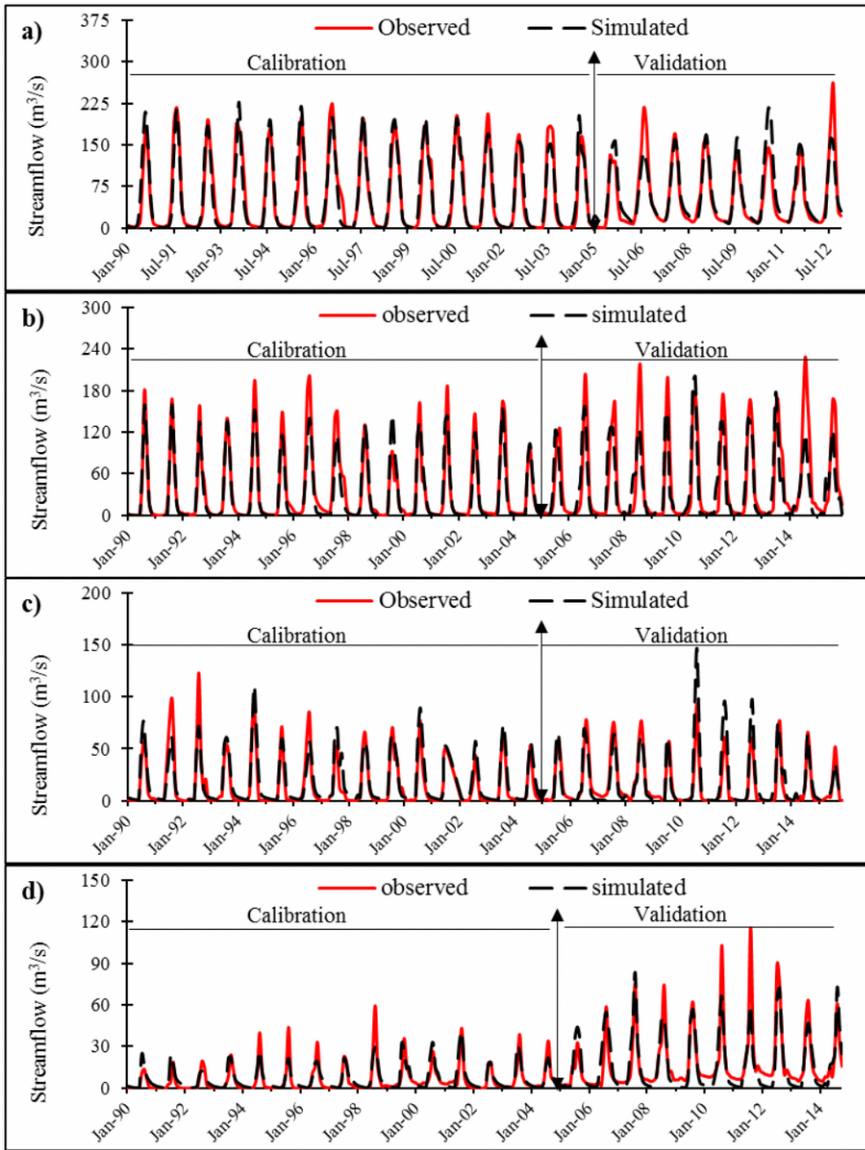 a)
Observed Simulated
Calibration Validation
Streamflow (m³/s)
375
300
225
150
75
0
Jan-90 Jul-91 Jan-93 Jul-94 Jan-96 Jul-97 Jan-99 Jul-00 Jan-02 Jul-03 Jan-05 Jul-06 Jan-08 Jul-09 Jan-11 Jul-12
b)
observed simulated
Calibration Validation
Streamflow (m³/s)
300
240
180
120
60
0
Jan-90 Jan-92 Jan-94 Jan-96 Jan-98 Jan-00 Jan-02 Jan-04 Jan-06 Jan-08 Jan-10 Jan-12 Jan-14
c)
Observed Simulated
Calibration Validation
Streamflow (m³/s)
200
150
100
50
0
Jan-90 Jan-92 Jan-94 Jan-96 Jan-98 Jan-00 Jan-02 Jan-04 Jan-06 Jan-08 Jan-10 Jan-12 Jan-14
d)
observed simulated
Calibration Validation
Streamflow (m³/s)
150
120
90
60
30
0
Jan-90 Jan-92 Jan-94 Jan-96 Jan-98 Jan-00 Jan-02 Jan-04 Jan-06 Jan-08 Jan-10 Jan-12 Jan-14